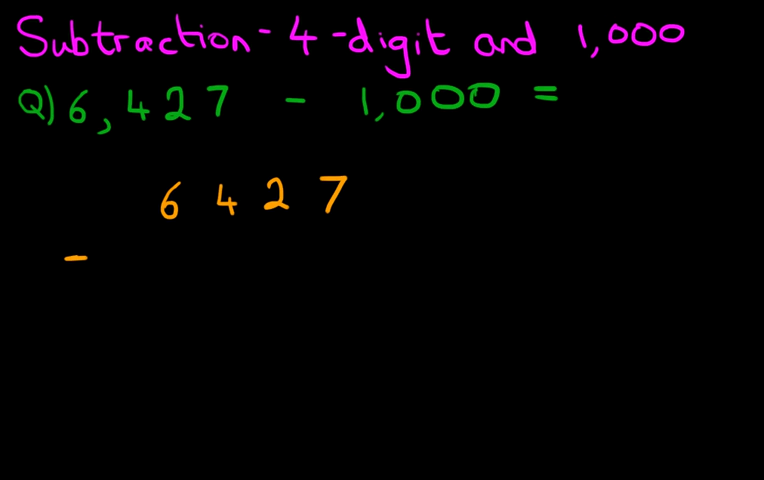 Subtraction - 4-digit and 1,000
Q) 6,427 - 1,000 =
6 4 2 7
-